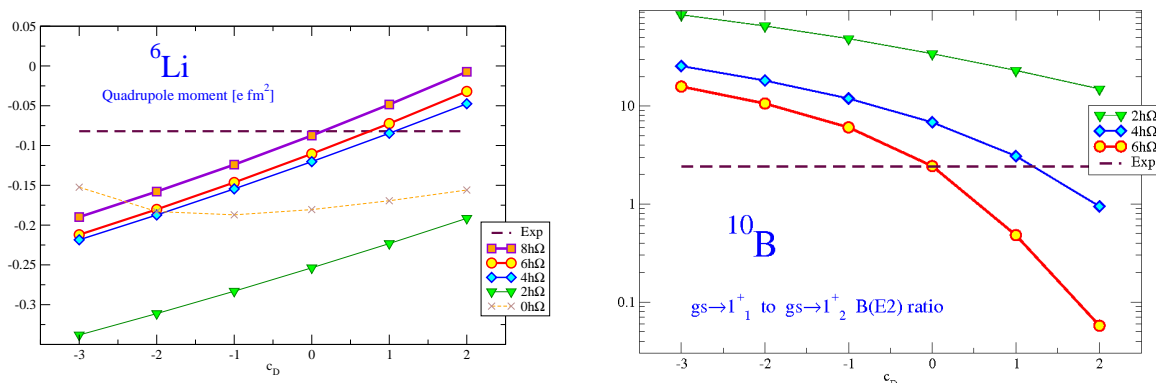 0.05
0
-0.05
-0.1
-0.15
-0.2
-0.25
-0.3
⁶Li
Quadrupole moment [e fm²]
Exp
8hΩ
6hΩ
4hΩ
2hΩ
0hΩ
-3 -2 -1 0 1 2
c_D
10
1
0.1
2hΩ
4hΩ
6hΩ
Exp
¹⁰B
gs→1⁺₁ to gs→1⁺₂ B(E2) ratio
-3 -2 -1 0 1 2
c_D